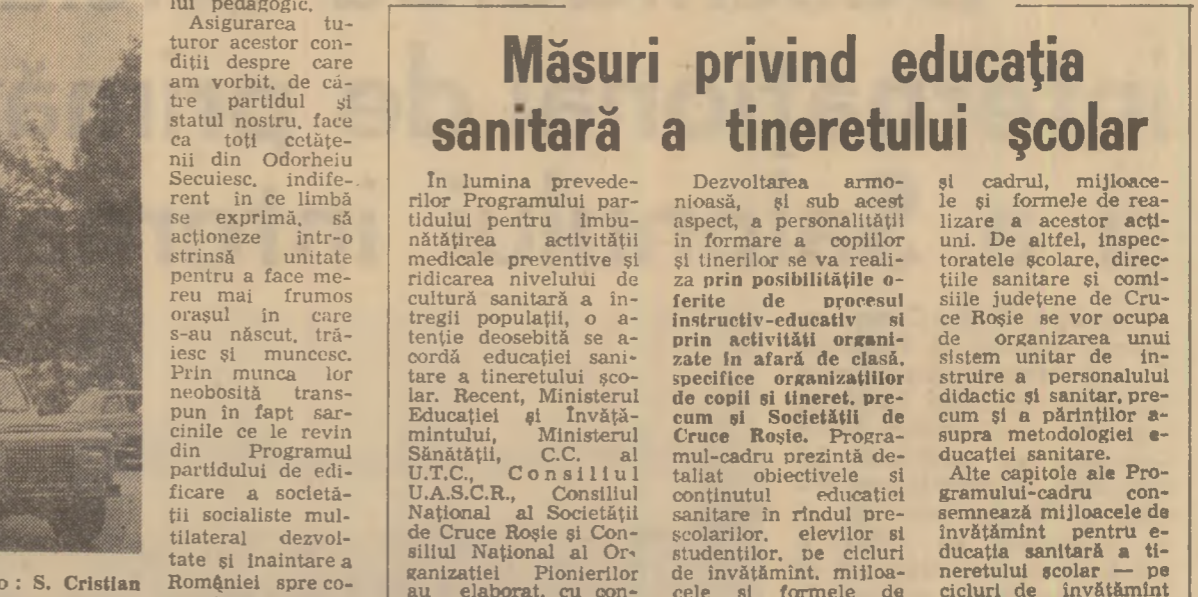 lui pedagogic.
Asigurarea tu-
turor acestor con-
diții despre care
am vorbit, de că-
tre partidul și
statul nostru, face
ca toți cetățe-
nii din Odorheiu
Secuiesc, indife-
rent în ce limbă
se exprimă, să
acționeze într-o
strînsă unitate
pentru a face me-
reu mai frumos
orașul în care
s-au născut, tră-
iesc și muncesc.
Prin munca lor
neobosită trans-
pun în fapt sar-
cinile ce le revin
din Programul
partidului de edi-
ficare a societă-
ții socialiste mul-
tilateral dezvol-
tate și înaintare a
României spre co-
o : S. Cristian
Măsuri privind educația
sanitară a tineretului școlar
În lumina prevede-
rilor Programului par-
tidului pentru îmbu-
nătățirea activității
medicale preventive și
ridicarea nivelului de
cultură sanitară a în-
tregii populații, o a-
tenție deosebită se a-
cordă educației sani-
tare a tineretului șco-
lar. Recent, Ministerul
Educației și Învăță-
mîntului, Ministerul
Sănătății, C.C. al
U.T.C., Consiliul
U.A.S.C.R., Consiliul
Național al Societății
de Cruce Roșie și Con-
siliul Național al Or-
ganizației Pionierilor
au elaborat, cu con-
Dezvoltarea armo-
nioasă, și sub acest
aspect, a personalității
în formare a copiilor
și tinerilor se va reali-
za prin posibilitățile o-
ferite de procesul
instructiv-educativ și
prin activități organi-
zate în afară de clasă,
specifice organizațiilor
de copii și tineret, pre-
cum și Societății de
Cruce Roșie. Progra-
mul-cadru prezintă de-
taliat obiectivele și
conținutul educației
sanitare în rîndul pre-
școlarilor, elevilor și
studenților, pe cicluri
de învățămînt, mijloa-
cele și formele de
și cadrul, mijloace-
le și formele de rea-
lizare a acestor acți-
uni. De altfel, inspec-
toratele școlare, direc-
țiile sanitare și comi-
siile județene de Cru-
ce Roșie se vor ocupa
de organizarea unui
sistem unitar de in-
struire a personalului
didactic și sanitar, pre-
cum și a părinților a-
supra metodologiei e-
ducației sanitare.
Alte capitole ale Pro-
gramului-cadru con-
semnează mijloacele de
învățămînt pentru e-
ducația sanitară a ti-
neretului școlar — pe
cicluri de învățămînt